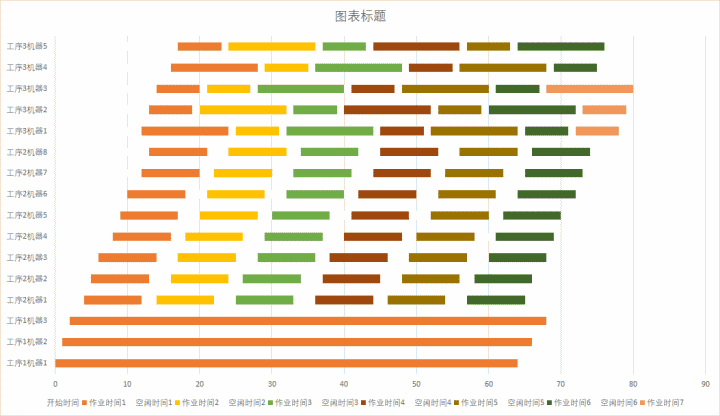 图表标题
工序3机器5
工序3机器4
工序3机器3
工序3机器2
工序3机器1
工序2机器8
工序2机器7
工序2机器6
工序2机器5
工序2机器4
工序2机器3
工序2机器2
工序2机器1
工序1机器3
工序1机器2
工序1机器1
0 10 20 30 40 50 60 70 80 90
开始时间 作业时间1 空闲时间1 作业时间2 空闲时间2 作业时间3 空闲时间3 作业时间4 空闲时间4 作业时间5 空闲时间5 作业时间6 空闲时间6 作业时间7